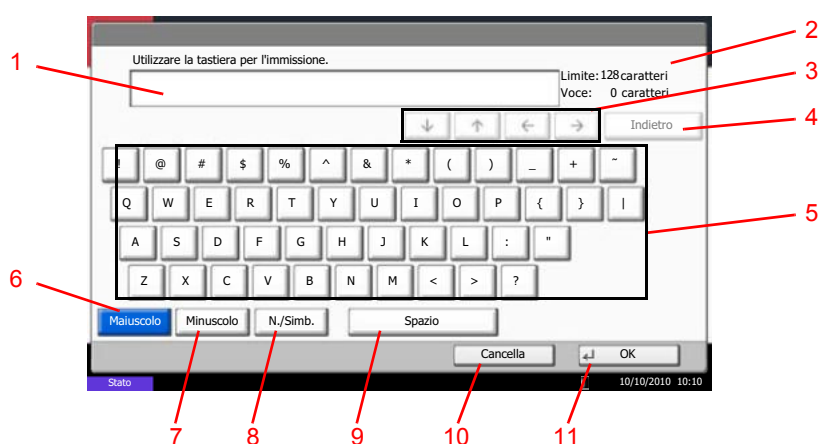 2
Utilizzare la tastiera per l'immissione.
1
Limite: 128 caratteri
3
Voce: 0 caratteri
↓ ↑ ← → Indietro
4
! @ # $ % ^ & * ( ) _ + ~
Q W E R T Y U I O P { } |
5
A S D F G H J K L : "
Z X C V B N M < > ?
6
Maiuscolo Minuscolo N./Simb. Spazio
Cancella ↵ OK
Stato 10/10/2010 10:10
7 8 9 10 11